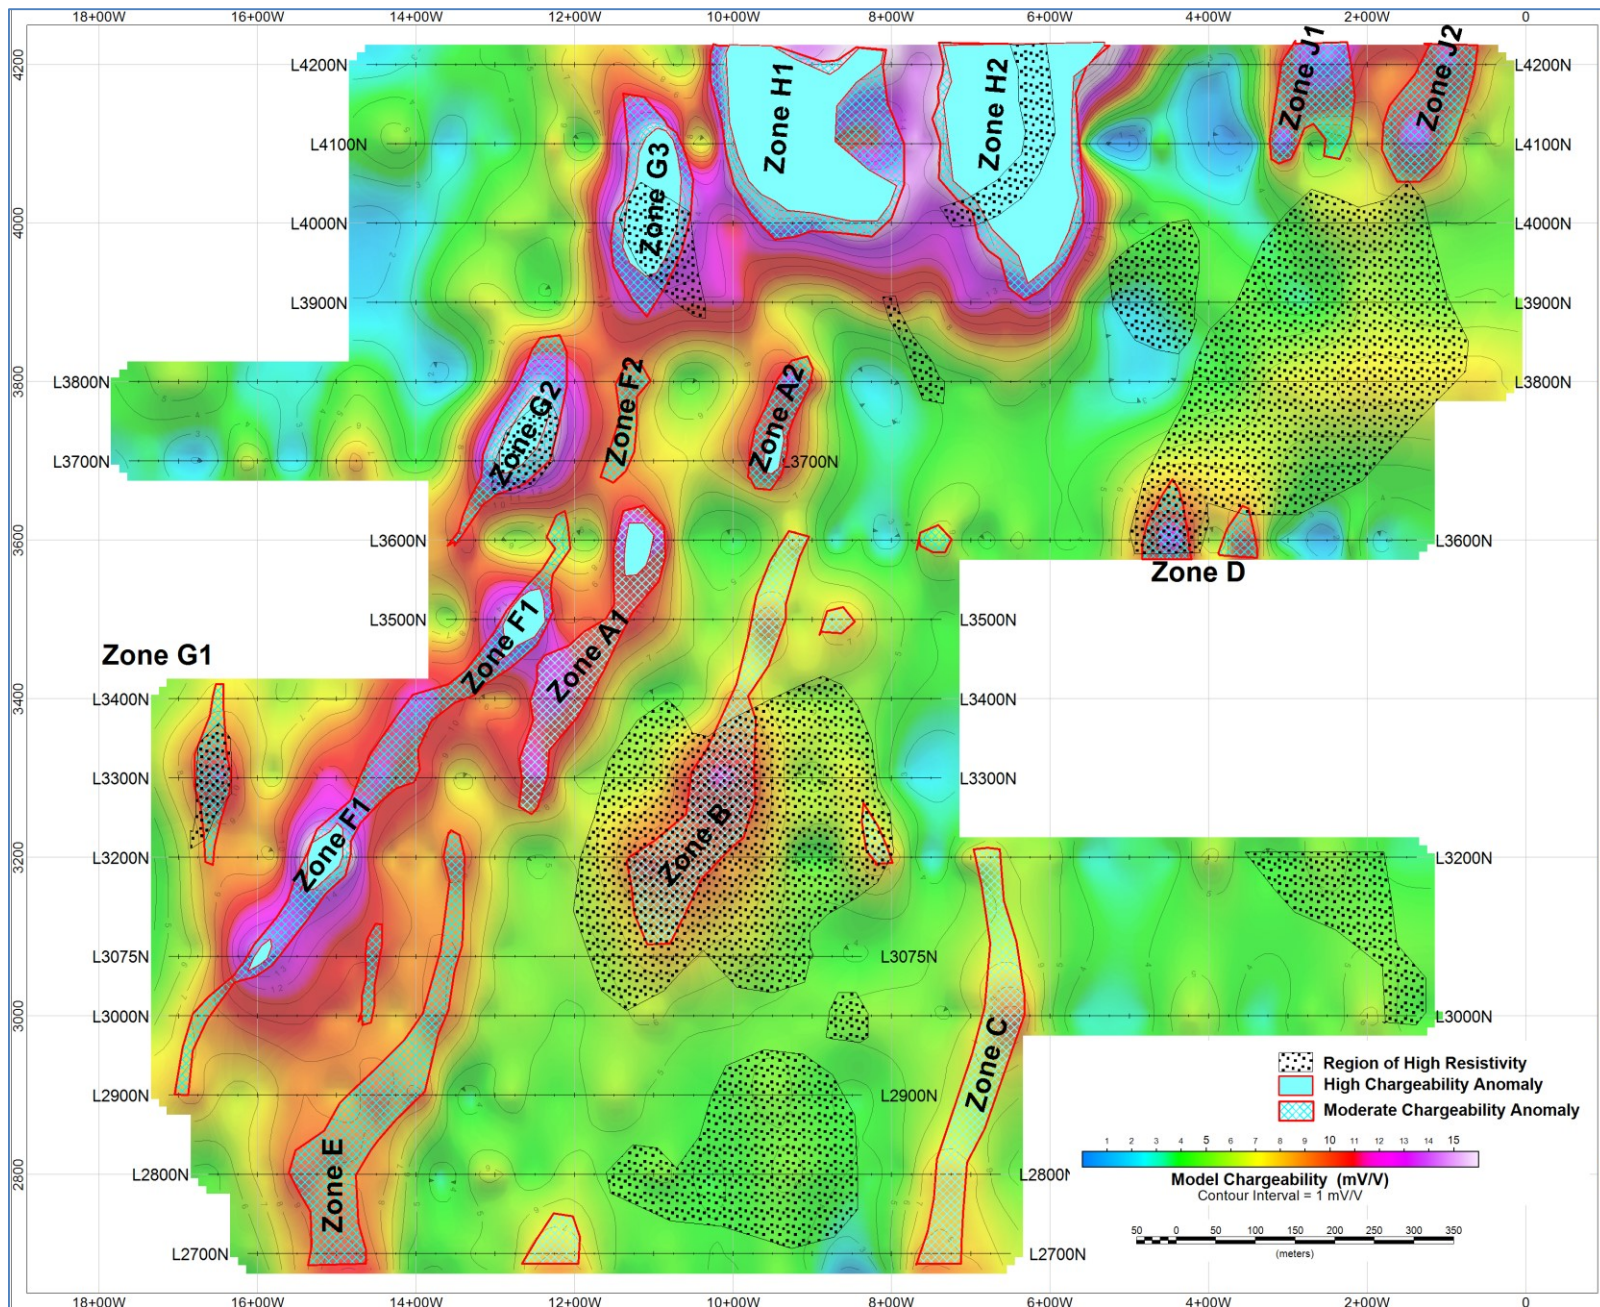 18+00W 16+00W 14+00W 12+00W 10+00W 8+00W 6+00W 4+00W 2+00W 0
4200 L4200N L4200N
Zone H1 Zone H2 Zone J1 Zone J2
L4100N L4100N
Zone G3
4000 L4000N L4000N
L3900N L3900N
3800 L3800N L3800N
Zone G2 Zone F2 Zone A2
L3700N L3700N
3600 L3600N L3600N
Zone D
L3500N L3500N
Zone F1 Zone A1
Zone G1
3400 L3400N L3400N
L3300N L3300N
Zone F1 Zone B
3200 L3200N L3200N
L3075N L3075N
3000 L3000N L3000N
Zone C
Region of High Resistivity
High Chargeability Anomaly
Moderate Chargeability Anomaly
L2900N L2900N
1 2 3 4 5 6 7 8 9 10 11 12 13 14 15
Model Chargeability (mV/V)
Contour Interval = 1 mV/V
2800 L2800N L2800N
Zone E
50 0 50 100 150 200 250 300 350
(meters)
L2700N L2700N
18+00W 16+00W 14+00W 12+00W 10+00W 8+00W 6+00W 4+00W 2+00W 0